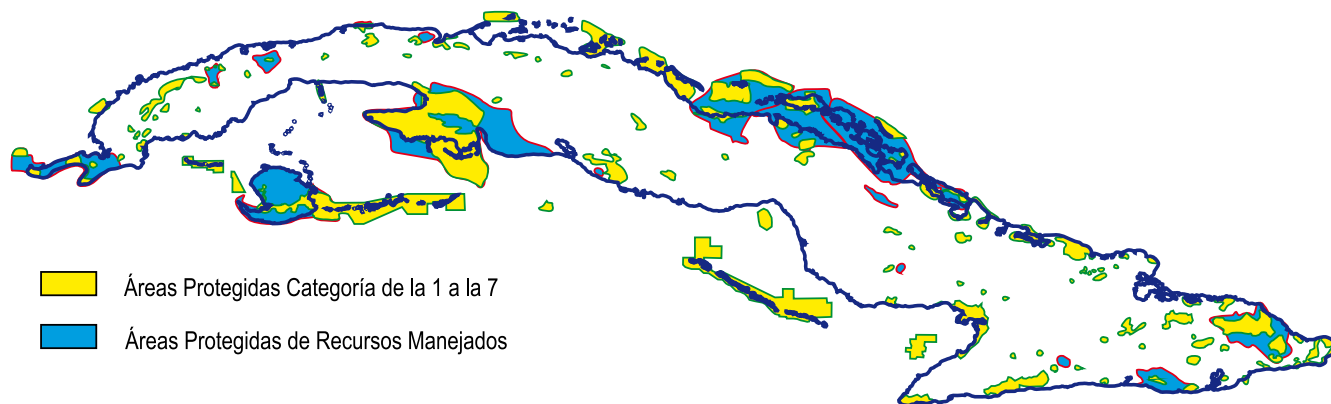 Áreas Protegidas Categoría de la 1 a la 7
Áreas Protegidas de Recursos Manejados